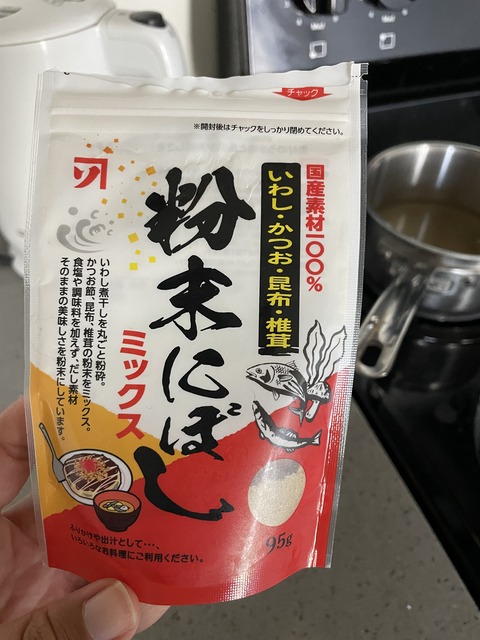 チャック
※開封後はチャックをしっかり閉めてください。
国産素材一〇〇%
いわし・かつお・昆布・椎茸
粉末にぼし
ミックス
いわし煮干しを丸ごと粉砕。
かつお節、昆布、椎茸の粉末をミックス。
食塩や調味料を加えず、だし素材
そのままの美味しさを粉末にしています。
95g
ふりかけや出汁として…、
いろいろなお料理にご利用ください。